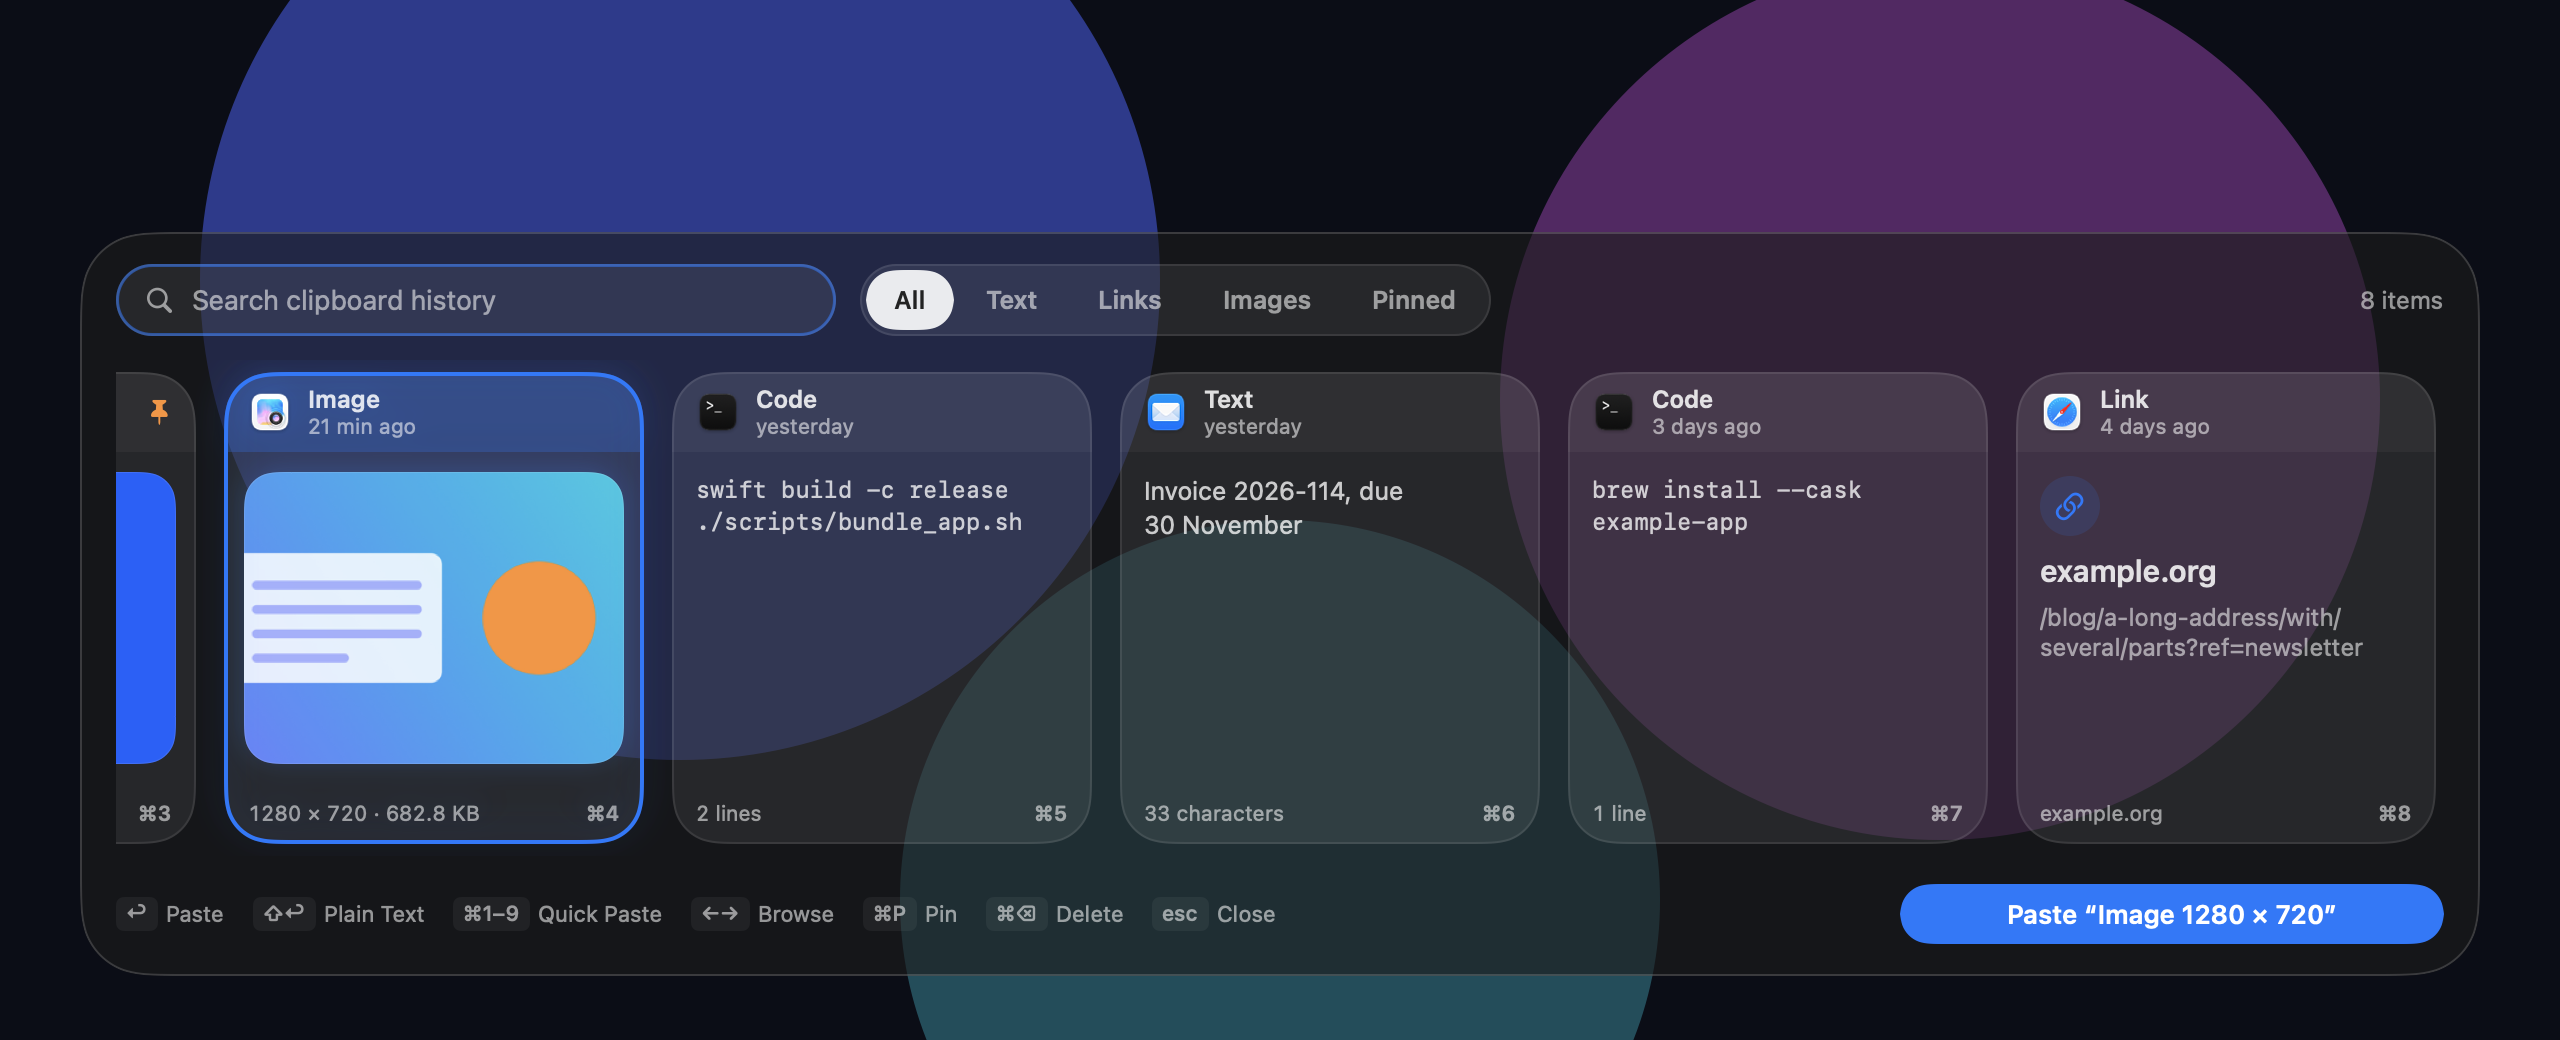 Search clipboard history
All
Text
Links
Images
Pinned
8 items
⌘3
Image
21 min ago
1280 × 720 · 682.8 KB
⌘4
Code
yesterday
swift build -c release
./scripts/bundle_app.sh
2 lines
⌘5
Text
yesterday
Invoice 2026-114, due
30 November
33 characters
⌘6
Code
3 days ago
brew install --cask
example-app
1 line
⌘7
Link
4 days ago
example.org
/blog/a-long-address/with/
several/parts?ref=newsletter
example.org
⌘8
↩ Paste
⇧↩ Plain Text
⌘1–9 Quick Paste
←→ Browse
⌘P Pin
⌘⌫ Delete
esc Close
Paste “Image 1280 × 720”